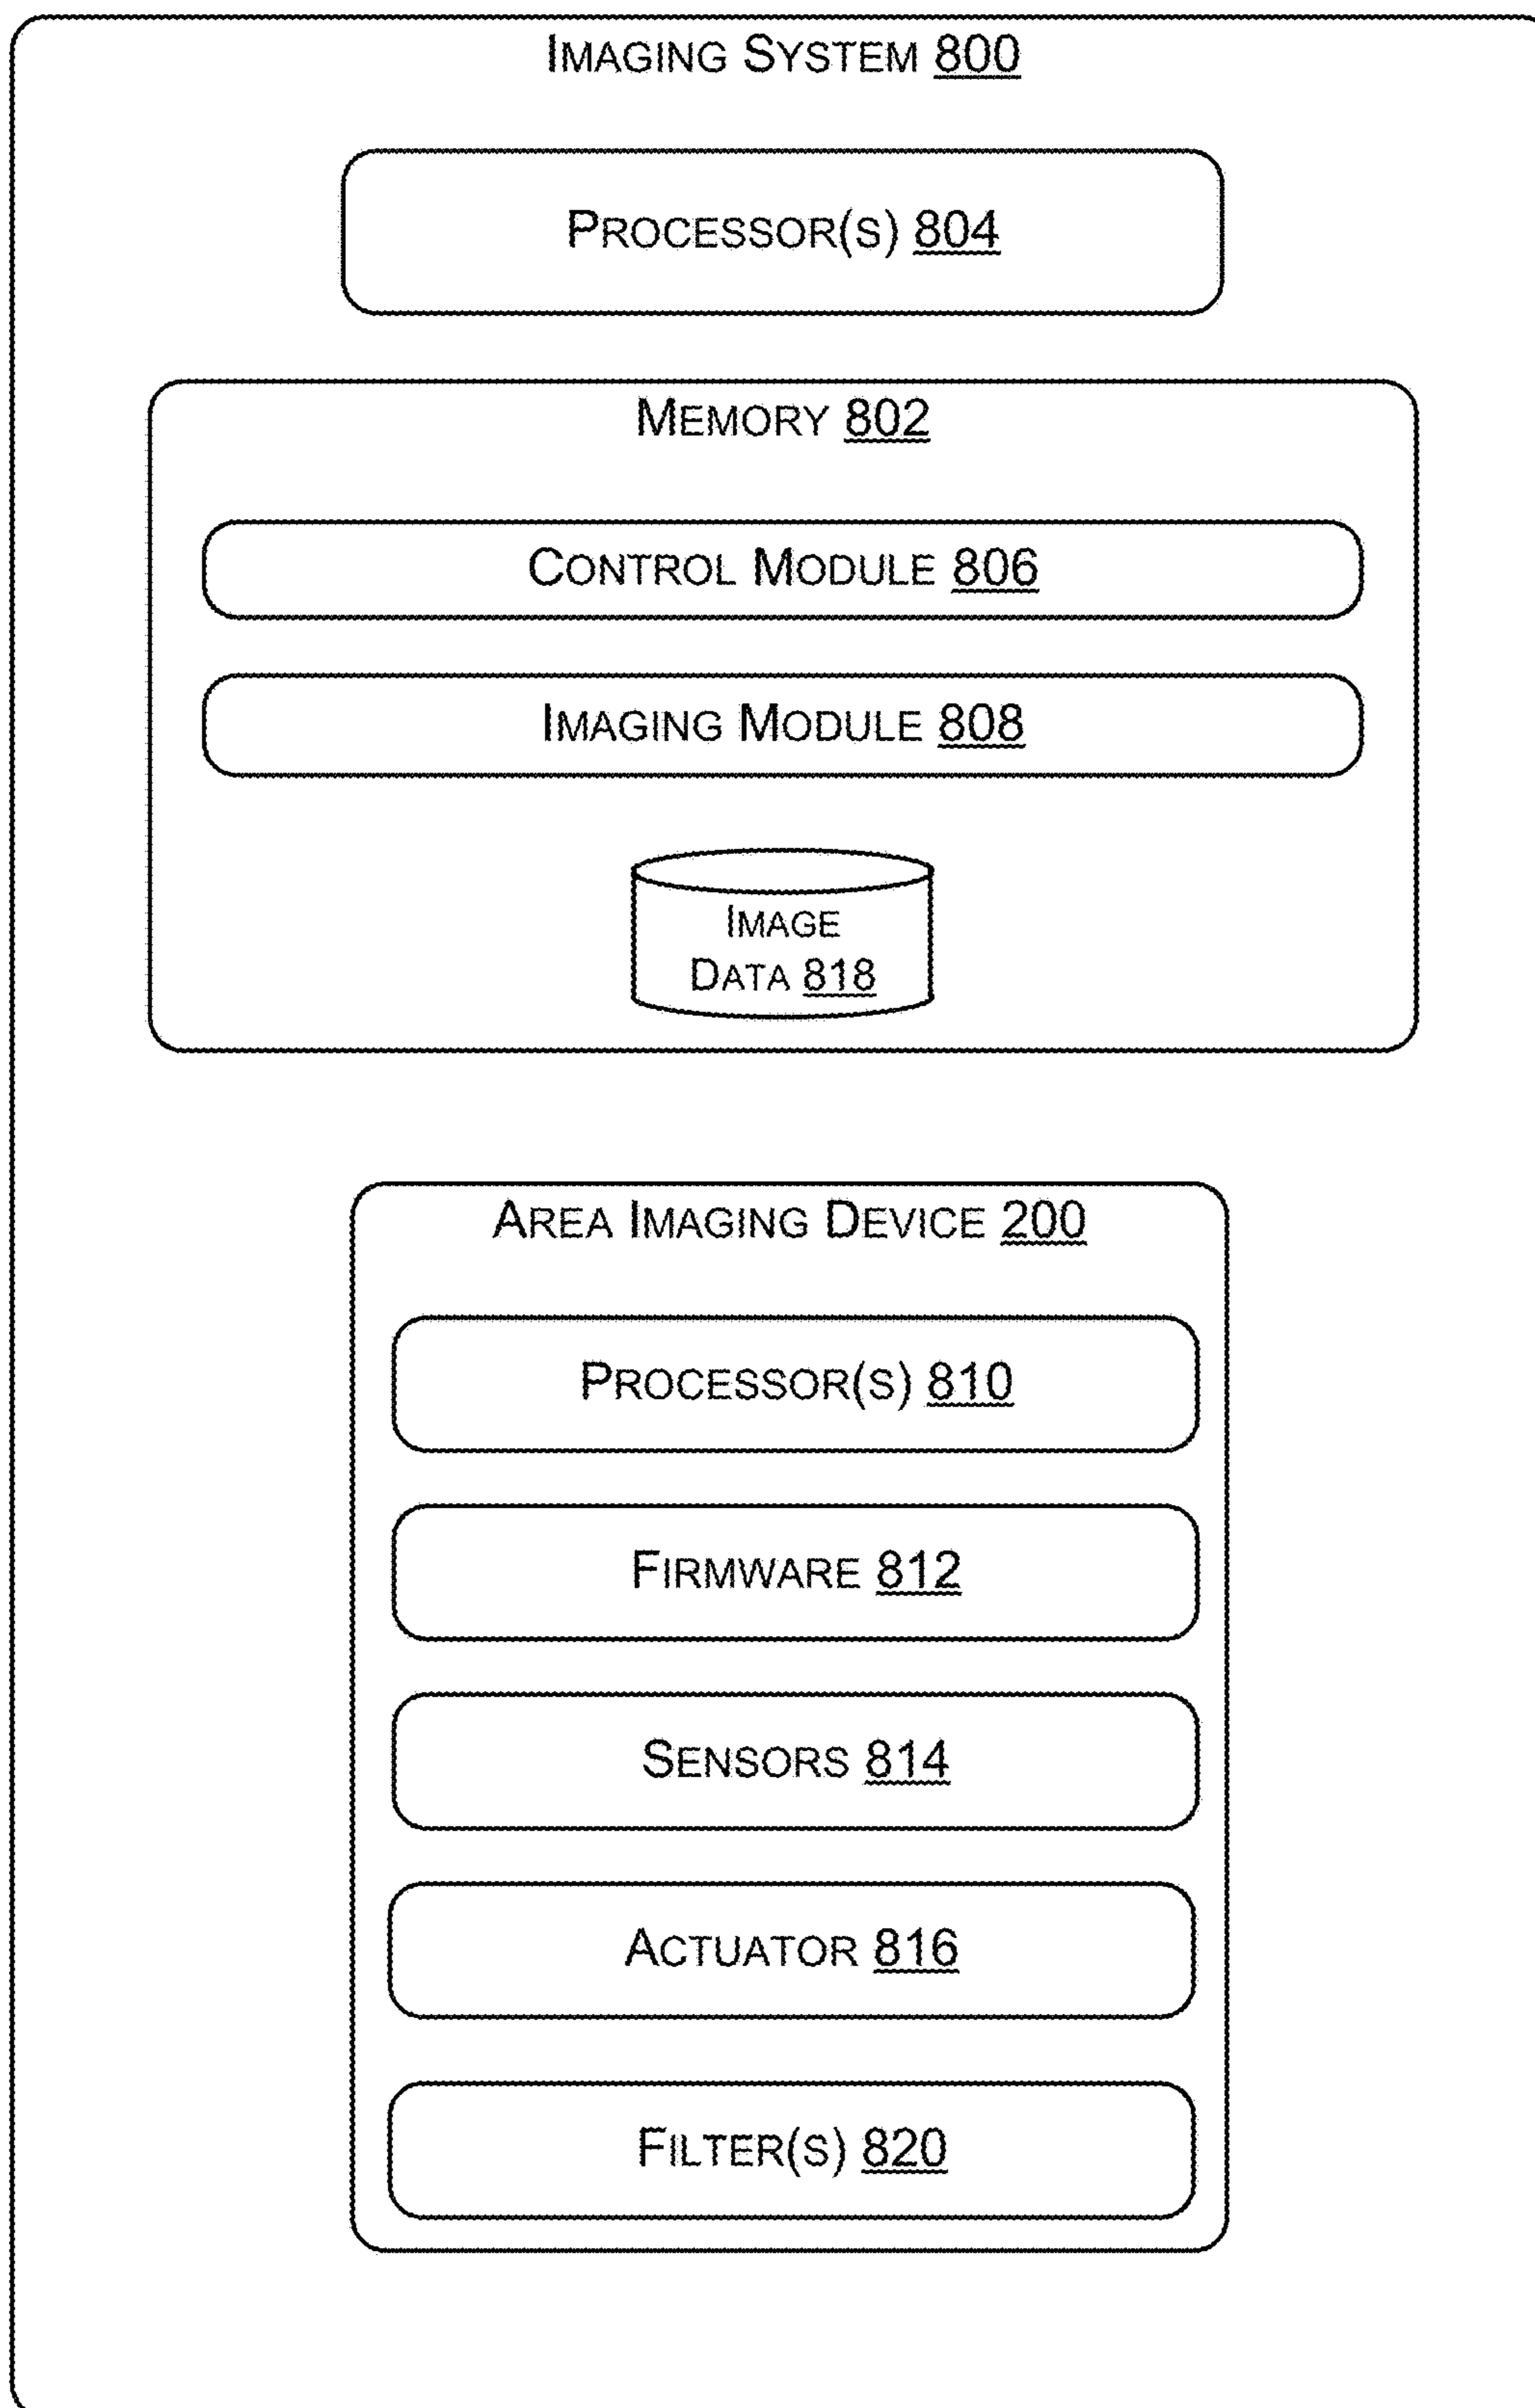 IMAGING SYSTEM 800
PROCESSOR(S) 804
MEMORY 802
CONTROL MODULE 806
IMAGING MODULE 808
IMAGE
DATA 818
AREA IMAGING DEVICE 200
PROCESSOR(S) 810
FIRMWARE 812
SENSORS 814
ACTUATOR 816
FILTER(S) 820